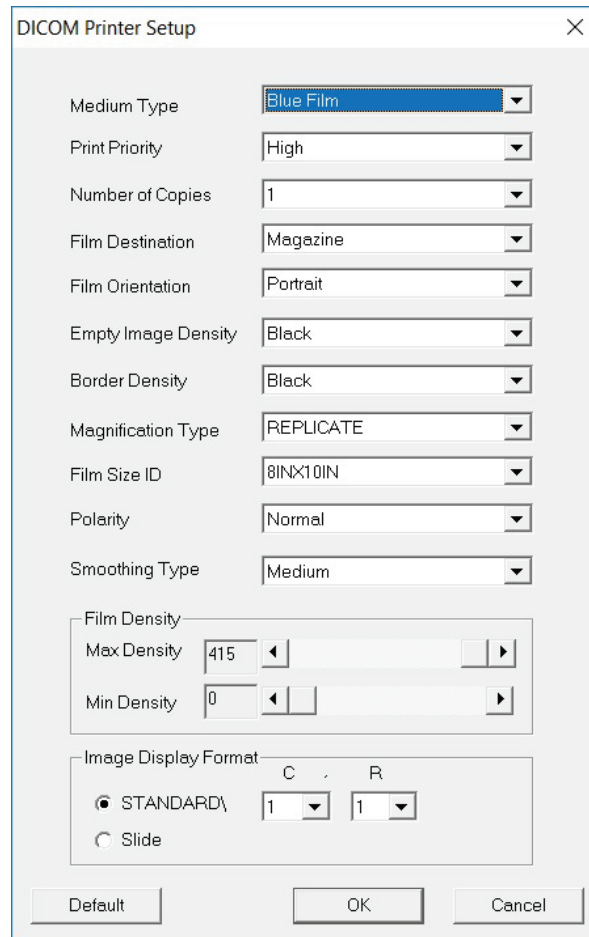 DICOM Printer Setup
Medium Type Blue Film
Print Priority High
Number of Copies 1
Film Destination Magazine
Film Orientation Portrait
Empty Image Density Black
Border Density Black
Magnification Type REPLICATE
Film Size ID 8INX10IN
Polarity Normal
Smoothing Type Medium
Film Density
Max Density 415
Min Density 0
Image Display Format
C , R
STANDARD\ 1 1
Slide
Default OK Cancel